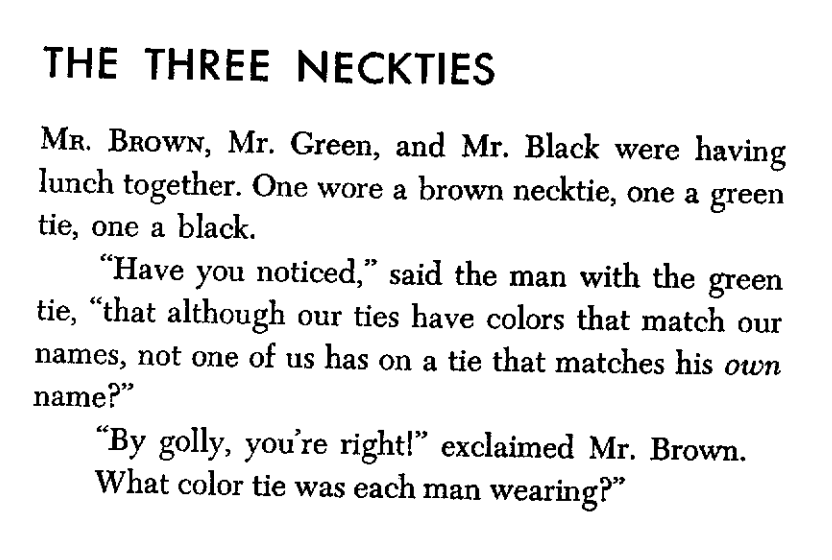 THE THREE NECKTIES
MR. BROWN, Mr. Green, and Mr. Black were having
lunch together. One wore a brown necktie, one a green
tie, one a black.
“Have you noticed,” said the man with the green
tie, “that although our ties have colors that match our
names, not one of us has on a tie that matches his own
name?”
“By golly, you're right!” exclaimed Mr. Brown.
What color tie was each man wearing?”